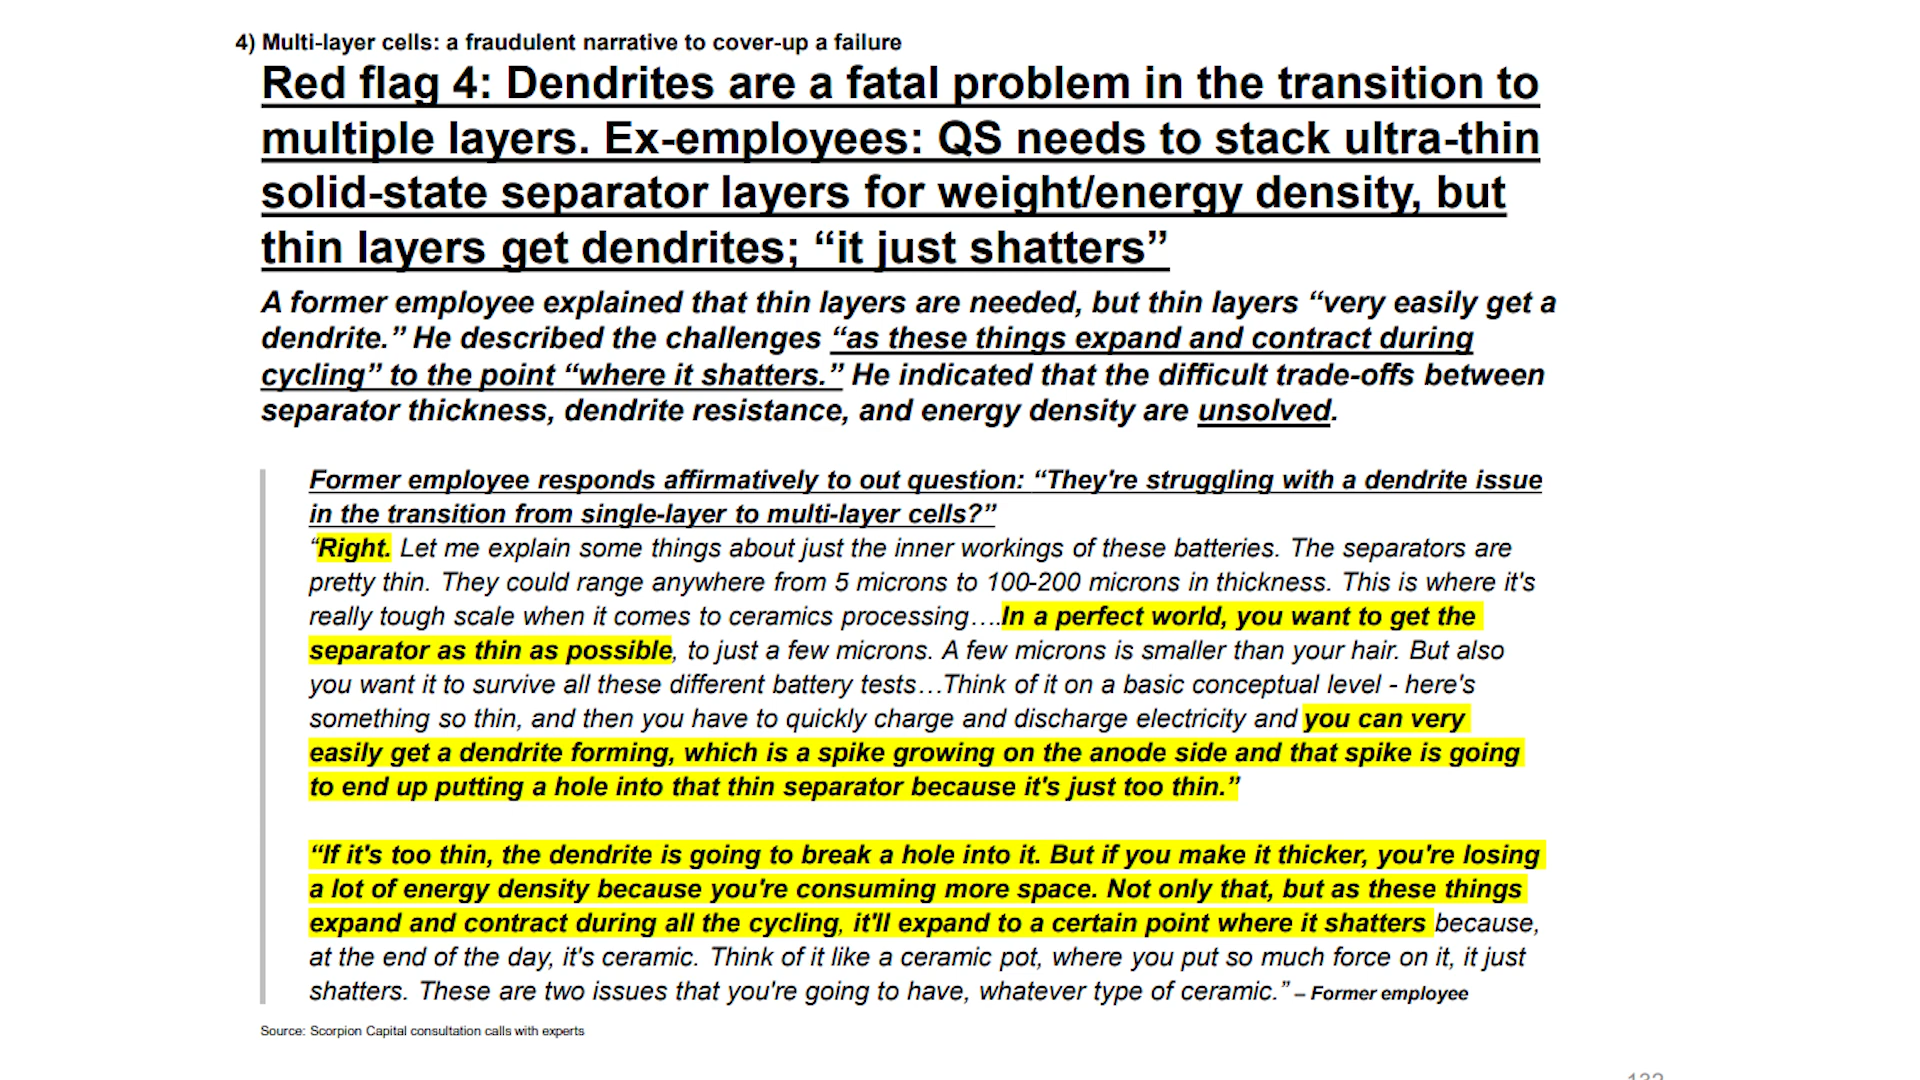 4) Multi-layer cells: a fraudulent narrative to cover-up a failure
Red flag 4: Dendrites are a fatal problem in the transition to
multiple layers. Ex-employees: QS needs to stack ultra-thin
solid-state separator layers for weight/energy density, but
thin layers get dendrites; “it just shatters”
A former employee explained that thin layers are needed, but thin layers “very easily get a
dendrite.” He described the challenges “as these things expand and contract during
cycling” to the point “where it shatters.” He indicated that the difficult trade-offs between
separator thickness, dendrite resistance, and energy density are unsolved.
Former employee responds affirmatively to out question: “They're struggling with a dendrite issue
in the transition from single-layer to multi-layer cells?”
“Right. Let me explain some things about just the inner workings of these batteries. The separators are
pretty thin. They could range anywhere from 5 microns to 100-200 microns in thickness. This is where it's
really tough scale when it comes to ceramics processing….In a perfect world, you want to get the
separator as thin as possible, to just a few microns. A few microns is smaller than your hair. But also
you want it to survive all these different battery tests…Think of it on a basic conceptual level - here's
something so thin, and then you have to quickly charge and discharge electricity and you can very
easily get a dendrite forming, which is a spike growing on the anode side and that spike is going
to end up putting a hole into that thin separator because it's just too thin.”
“If it's too thin, the dendrite is going to break a hole into it. But if you make it thicker, you're losing
a lot of energy density because you're consuming more space. Not only that, but as these things
expand and contract during all the cycling, it'll expand to a certain point where it shatters because,
at the end of the day, it's ceramic. Think of it like a ceramic pot, where you put so much force on it, it just
shatters. These are two issues that you're going to have, whatever type of ceramic.” – Former employee
Source: Scorpion Capital consultation calls with experts